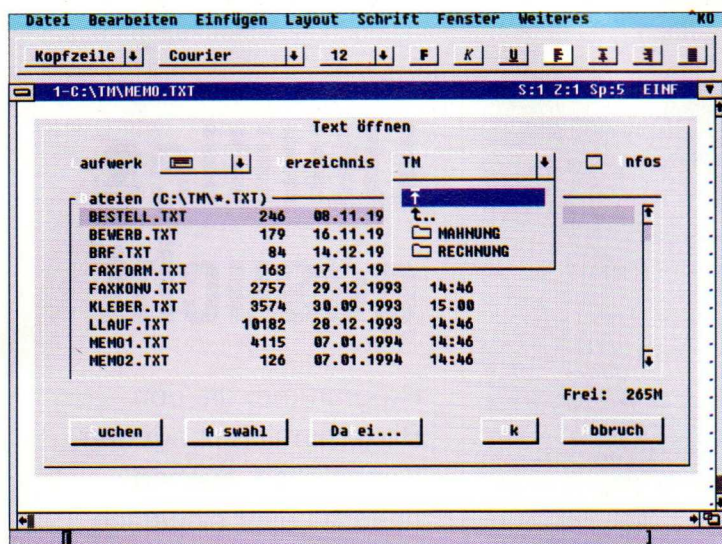 Datei Bearbeiten Einfügen Layout Schrift Fenster Weiteres ^KO
Kopfzeile Courier 12 F K U
1-C:\TM\MEMO.TXT S:1 Z:1 Sp:5 EINF
Text öffnen
aufwerk erzeichnis TM nfos
ateien (C:\TM\*.TXT)
BESTELL.TXT 246 08.11.19
BEWERB.TXT 179 16.11.19 t..
BRF.TXT 84 14.12.19 MAHNUNG
FAXFORM.TXT 163 17.11.19 RECHNUNG
FAXKONV.TXT 2757 29.12.1993 14:46
KLEBER.TXT 3574 30.09.1993 15:00
LLAUF.TXT 10182 28.12.1993 14:46
MEMO1.TXT 4115 07.01.1994 14:46
MEMO2.TXT 126 07.01.1994 14:46
Frei: 265M
uchen A swahl Da ei... k bbruch
[ ]